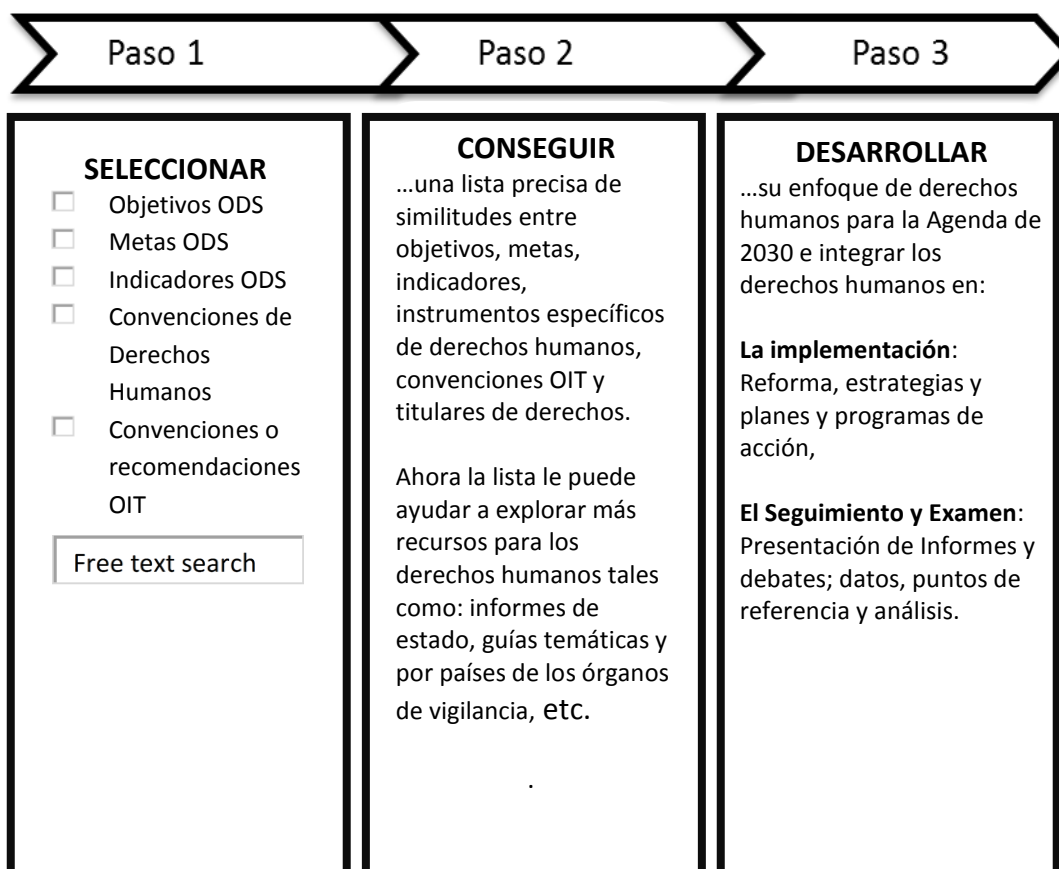 Paso 1
Paso 2
Paso 3
SELECCIONAR
Objetivos ODS
Metas ODS
Indicadores ODS
Convenciones de
Derechos
Humanos
Convenciones o
recomendaciones
OIT
Free text search
CONSEGUIR
...una lista precisa de
similitudes entre
objetivos, metas,
indicadores,
instrumentos específicos
de derechos humanos,
convenciones OIT y
titulares de derechos.
Ahora la lista le puede
ayudar a explorar más
recursos para los
derechos humanos tales
como: informes de
estado, guías temáticas y
por países de los órganos
de vigilancia, etc.
.
DESARROLLAR
...su enfoque de derechos
humanos para la Agenda de
2030 e integrar los
derechos humanos en:
La implementación:
Reforma, estrategias y
planes y programas de
acción,
El Seguimiento y Examen:
Presentación de Informes y
debates; datos, puntos de
referencia y análisis.